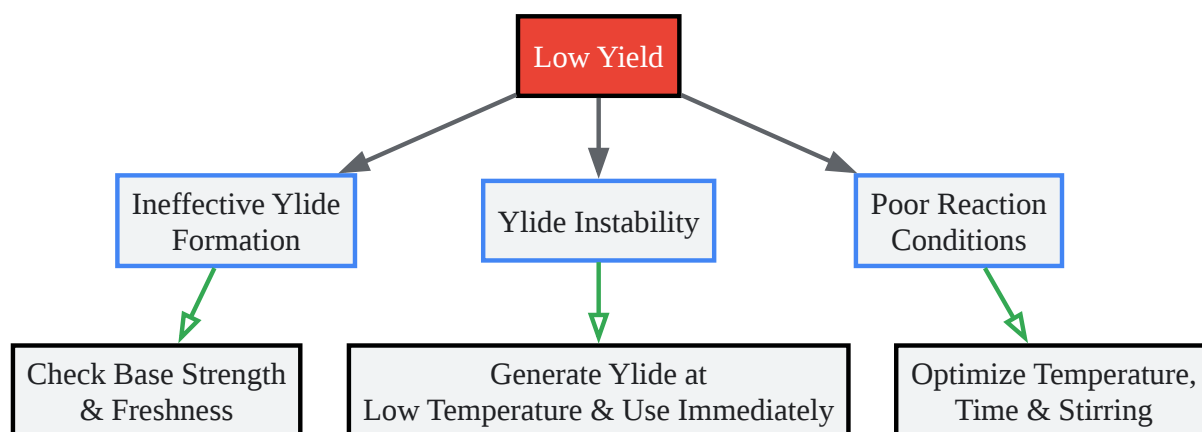 Low Yield
Ineffective Ylide
Formation
Ylide Instability
Poor Reaction
Conditions
Check Base Strength
& Freshness
Generate Ylide at
Low Temperature & Use Immediately
Optimize Temperature,
Time & Stirring